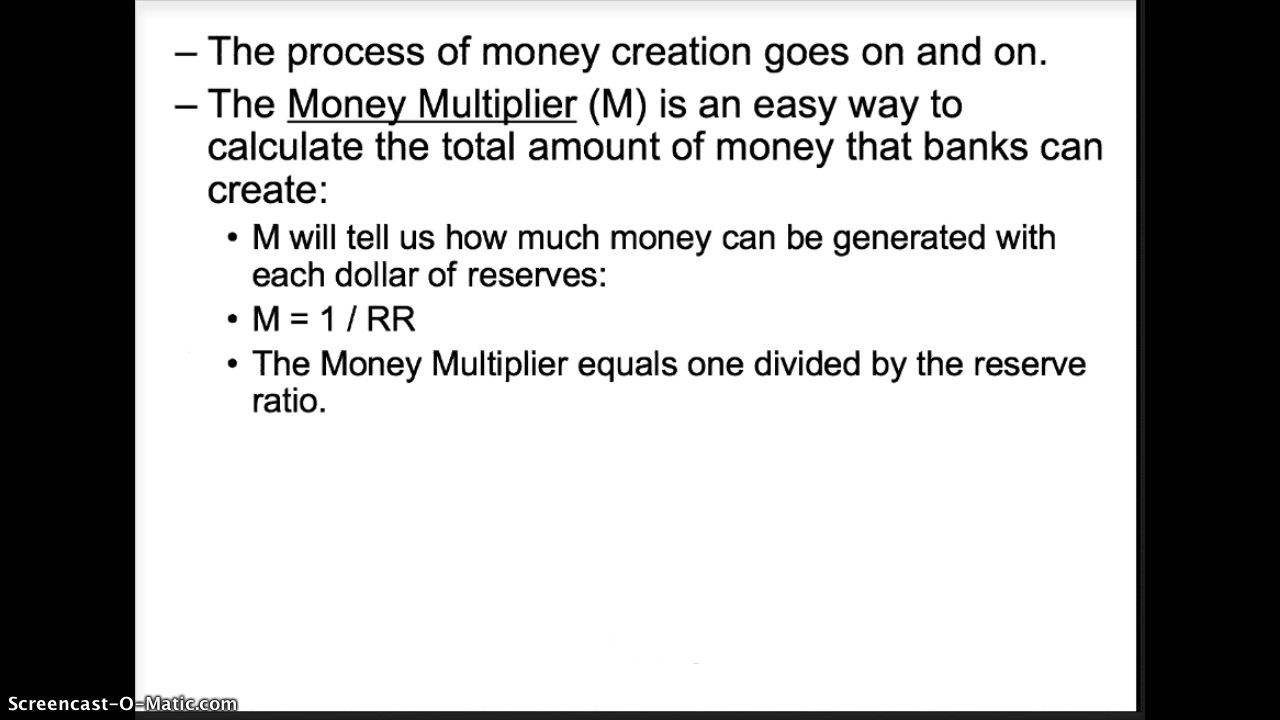 – The process of money creation goes on and on.
– The Money Multiplier (M) is an easy way to
calculate the total amount of money that banks can
create:
• M will tell us how much money can be generated with
each dollar of reserves:
• M = 1 / RR
• The Money Multiplier equals one divided by the reserve
ratio.
Screencast-O-Matic.com